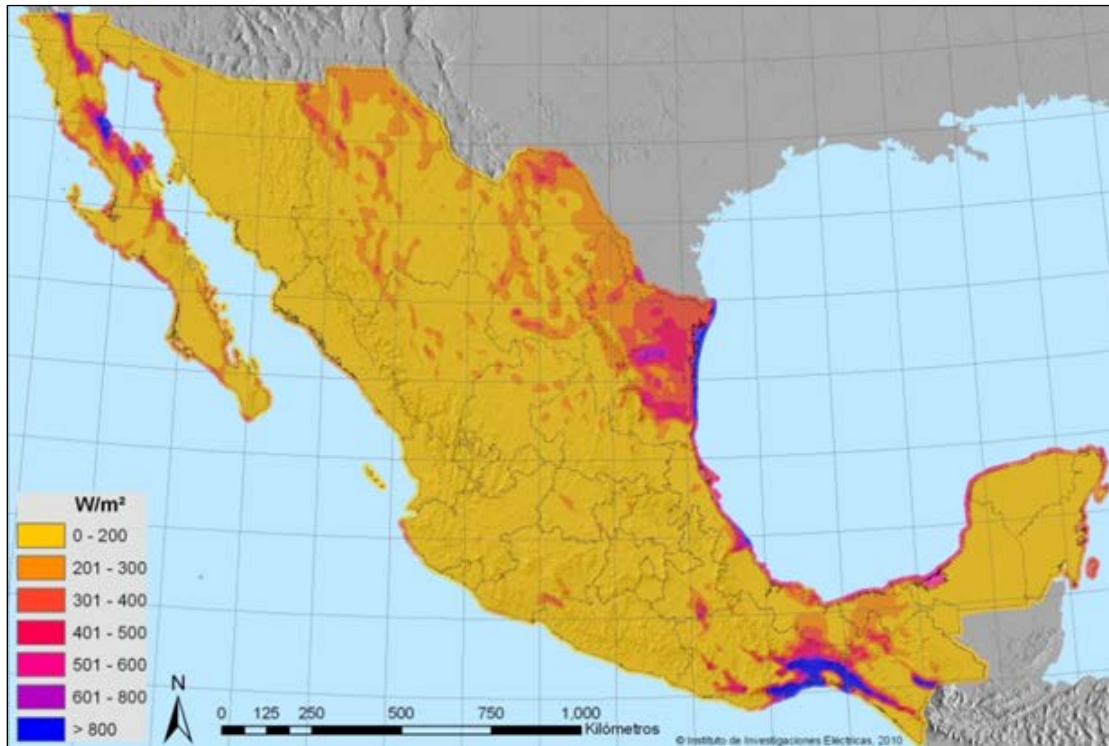 W/m²
0 - 200
201 - 300
301 - 400
401 - 500
501 - 600
601 - 800
> 800
N
0 125 250 500 750 1.000
Kilómetros
© Instituto de Investigaciones Eléctricas, 2010